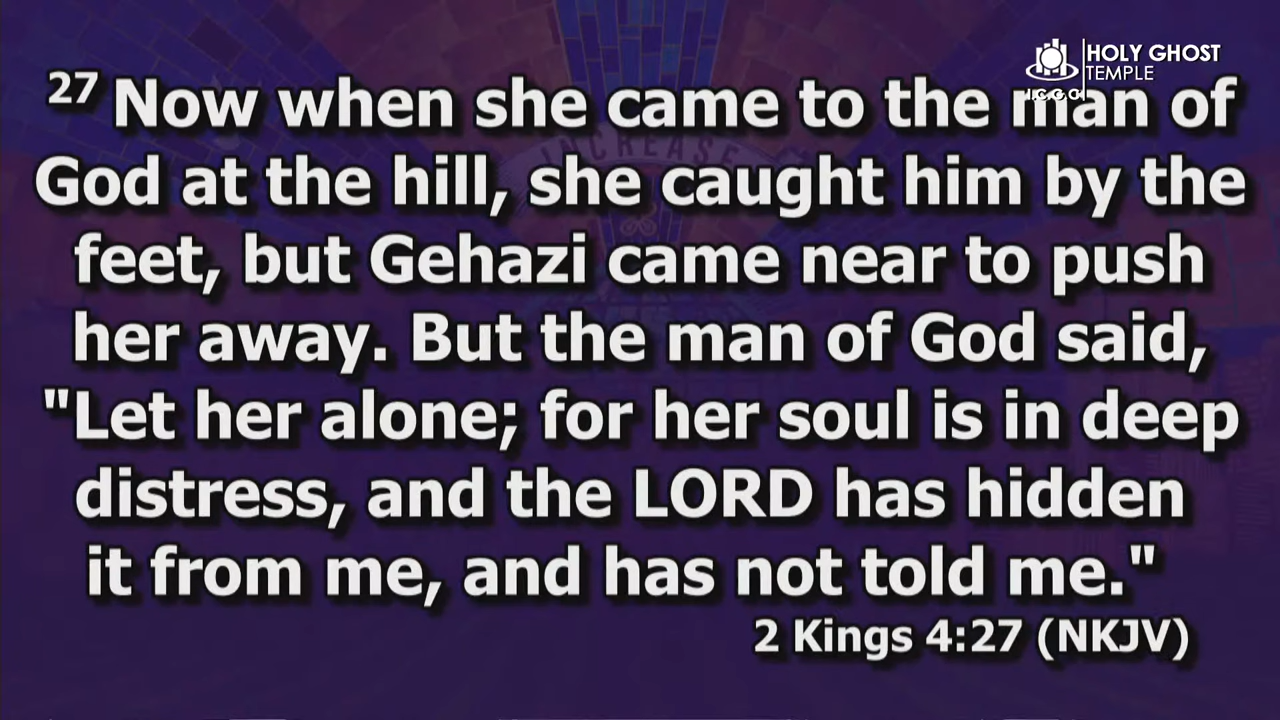 HOLY GHOST
TEMPLE
I.C.G.C
27 Now when she came to the man of
God at the hill, she caught him by the
feet, but Gehazi came near to push
her away. But the man of God said,
"Let her alone; for her soul is in deep
distress, and the LORD has hidden
it from me, and has not told me."
2 Kings 4:27 (NKJV)
INCREASE